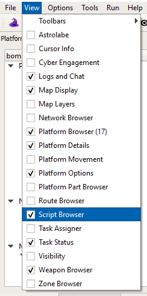 File View Options Tools Run Help
Toolbars
Astrolabe
Platfor
Cursor Info
bom
Cyber Engagement
Logs and Chat
Map Display
Map Layers
Network Browser
Platform Browser (17)
Platform Details
Platform Movement
Platform Options
Platform Part Browser
Route Browser
Script Browser
Task Assigner
Task Status
Visibility
Weapon Browser
Zone Browser